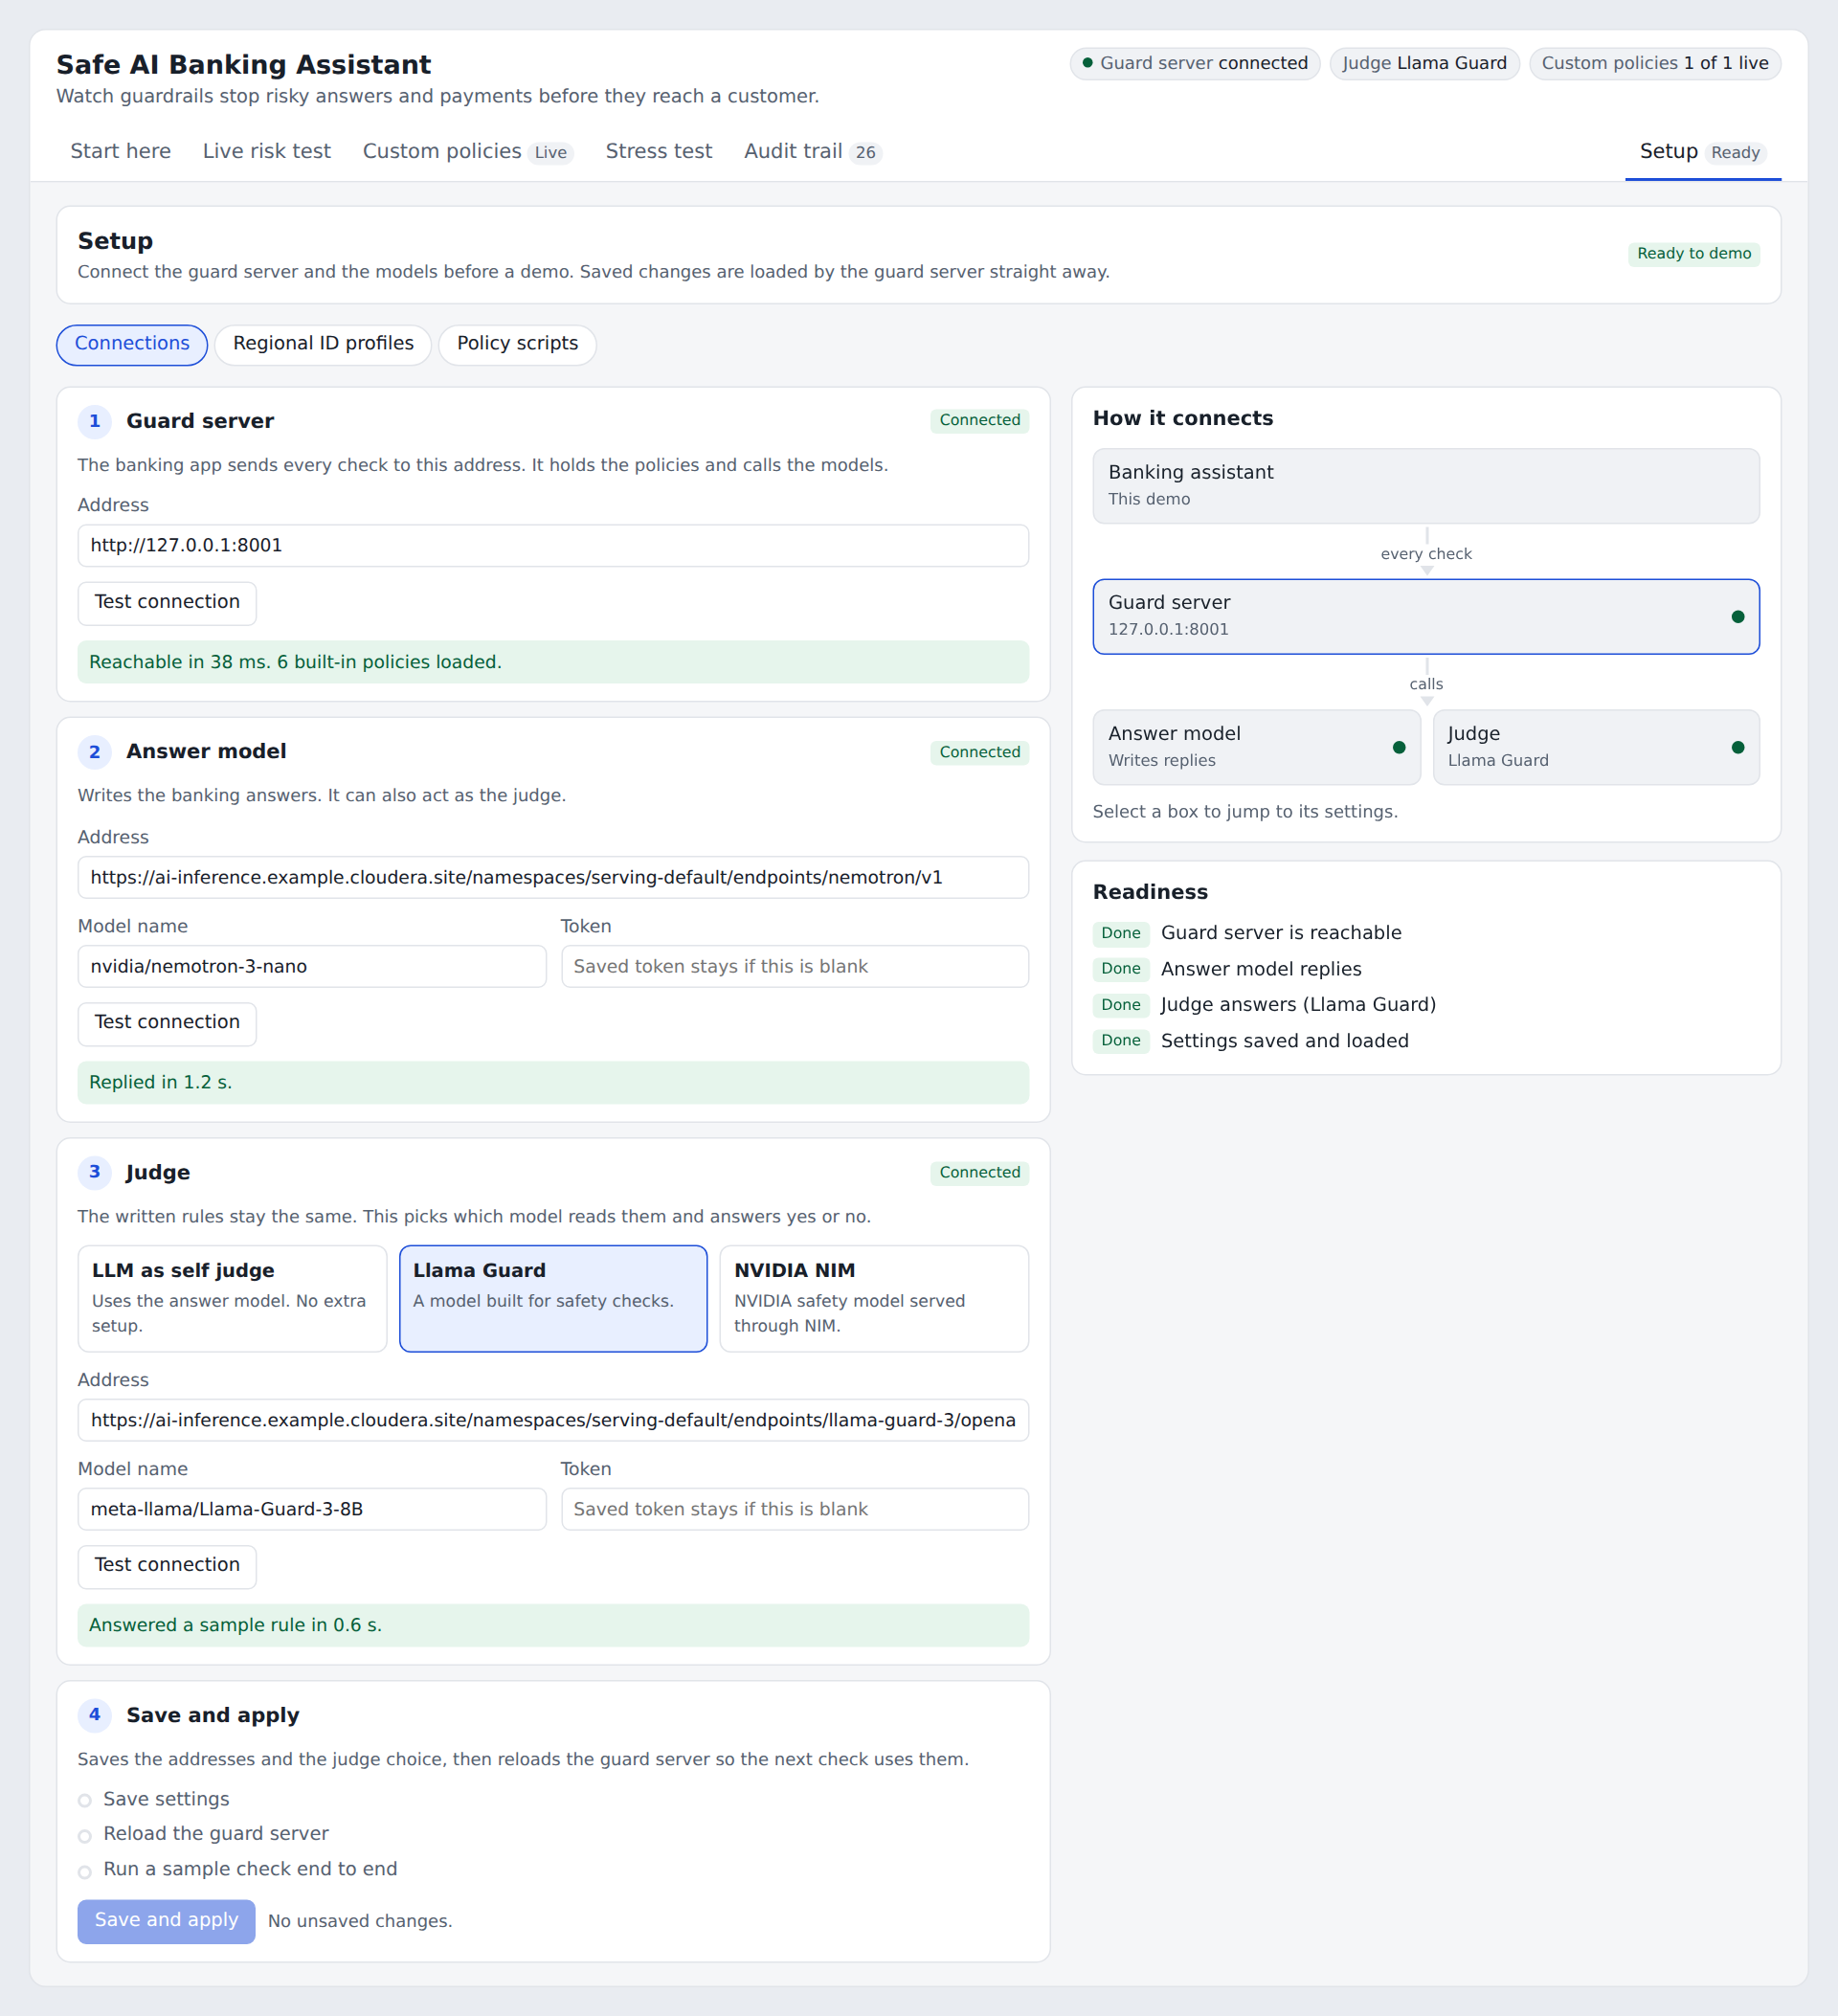 Safe AI Banking Assistant
Watch guardrails stop risky answers and payments before they reach a customer.
Guard server connected
Judge Llama Guard
Custom policies 1 of 1 live
Start here
Live risk test
Custom policies Live
Stress test
Audit trail 26
Setup Ready
Setup
Connect the guard server and the models before a demo. Saved changes are loaded by the guard server straight away.
Ready to demo
Connections
Regional ID profiles
Policy scripts
1 Guard server
Connected
The banking app sends every check to this address. It holds the policies and calls the models.
Address
http://127.0.0.1:8001
Test connection
Reachable in 38 ms. 6 built-in policies loaded.
2 Answer model
Connected
Writes the banking answers. It can also act as the judge.
Address
https://ai-inference.example.cloudera.site/namespaces/serving-default/endpoints/nemotron/v1
Model name
Token
nvidia/nemotron-3-nano
Saved token stays if this is blank
Test connection
Replied in 1.2 s.
3 Judge
Connected
The written rules stay the same. This picks which model reads them and answers yes or no.
LLM as self judge
Uses the answer model. No extra
setup.
Llama Guard
A model built for safety checks.
NVIDIA NIM
NVIDIA safety model served
through NIM.
Address
https://ai-inference.example.cloudera.site/namespaces/serving-default/endpoints/llama-guard-3/opena
Model name
Token
meta-llama/Llama-Guard-3-8B
Saved token stays if this is blank
Test connection
Answered a sample rule in 0.6 s.
4 Save and apply
Saves the addresses and the judge choice, then reloads the guard server so the next check uses them.
Save settings
Reload the guard server
Run a sample check end to end
Save and apply
No unsaved changes.
How it connects
Banking assistant
This demo
every check
Guard server
127.0.0.1:8001
calls
Answer model
Writes replies
Judge
Llama Guard
Select a box to jump to its settings.
Readiness
Done Guard server is reachable
Done Answer model replies
Done Judge answers (Llama Guard)
Done Settings saved and loaded